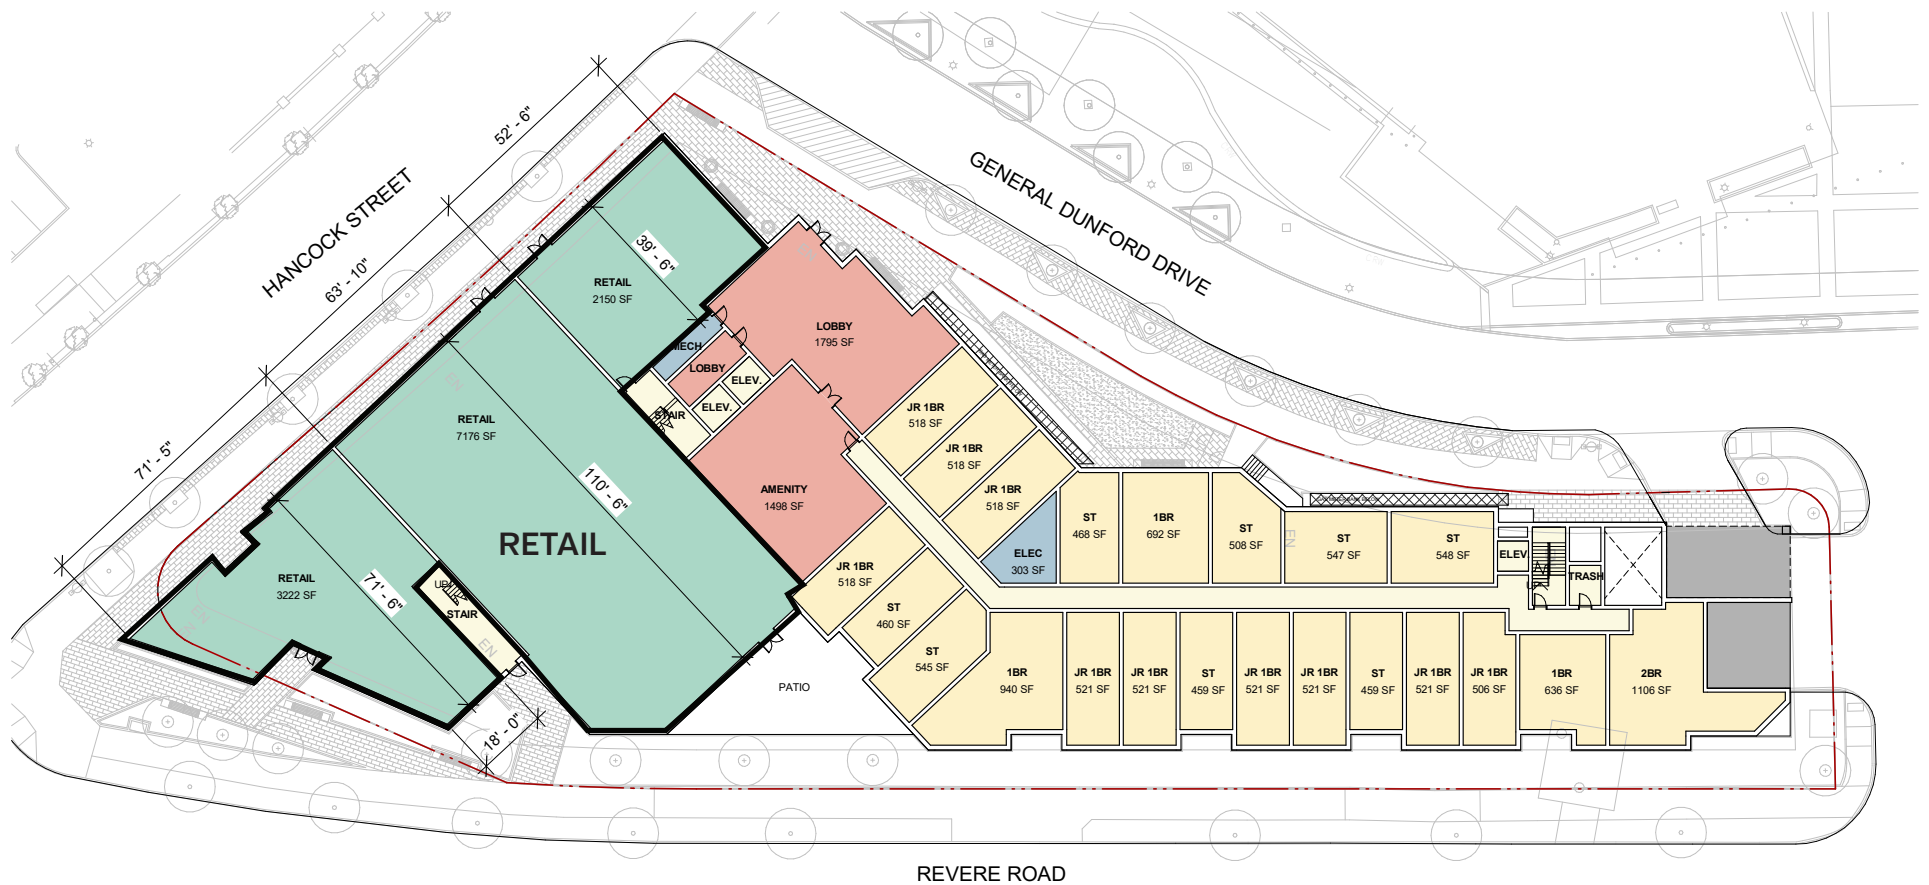 52' - 6"
HANCOCK STREET
63' - 10"
71' - 5"
GENERAL DUNFORD DRIVE
39' - 6"
RETAIL
2150 SF
MECH
LOBBY
1795 SF
LOBBY
ELEV.
ELEV.
STAIR
RETAIL
7176 SF
110' - 6"
RETAIL
AMENITY
1498 SF
RETAIL
3222 SF
71' - 6"
UP
STAIR
18' - 0"
PATIO
JR 1BR
518 SF
JR 1BR
518 SF
JR 1BR
518 SF
ELEC
303 SF
ST
468 SF
1BR
692 SF
ST
508 SF
ST
547 SF
ST
548 SF
ELEV
TRASH
JR 1BR
518 SF
ST
460 SF
ST
545 SF
1BR
940 SF
JR 1BR
521 SF
JR 1BR
521 SF
ST
459 SF
JR 1BR
521 SF
JR 1BR
521 SF
ST
459 SF
JR 1BR
521 SF
JR 1BR
506 SF
1BR
636 SF
2BR
1106 SF
EN
EN
EN
EN
EN
REVERE ROAD